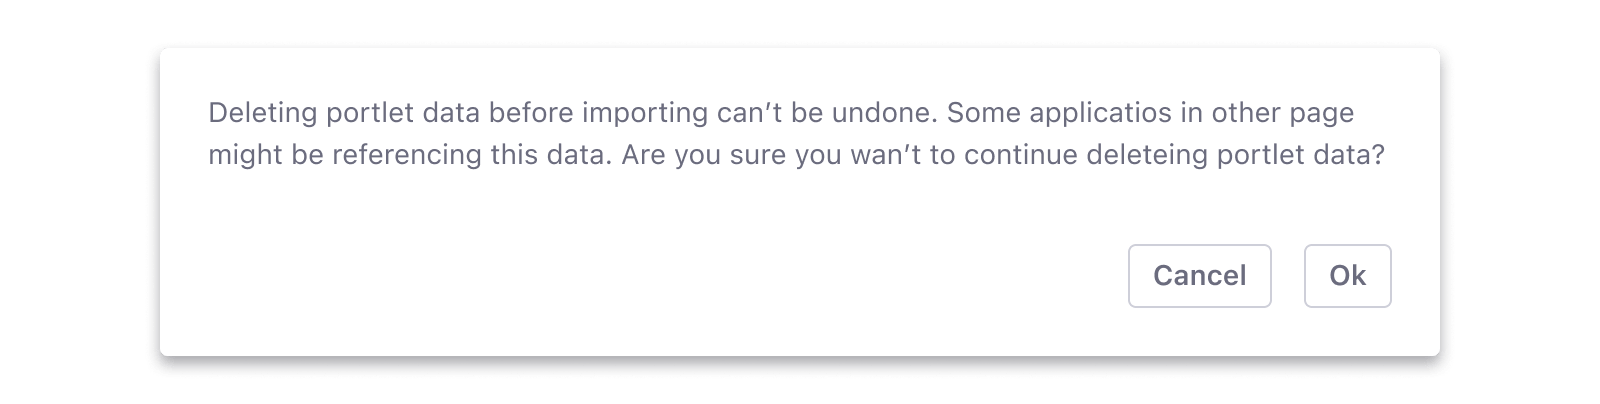 Deleting portlet data before importing can’t be undone. Some applicatios in other page
might be referencing this data. Are you sure you wan’t to continue deleteing portlet data?
Cancel Ok